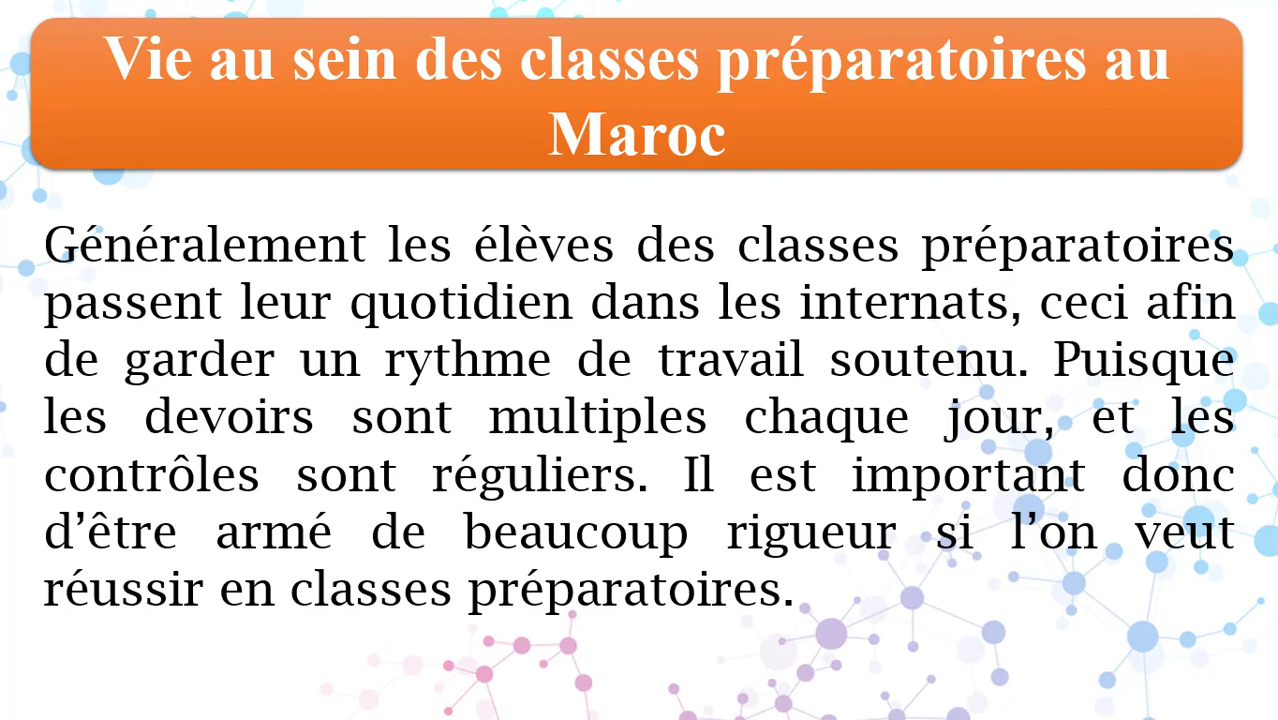 Vie au sein des classes préparatoires au
Maroc
Généralement les élèves des classes préparatoires
passent leur quotidien dans les internats, ceci afin
de garder un rythme de travail soutenu. Puisque
les devoirs sont multiples chaque jour, et les
contrôles sont réguliers. Il est important donc
d’être armé de beaucoup rigueur si l’on veut
réussir en classes préparatoires.